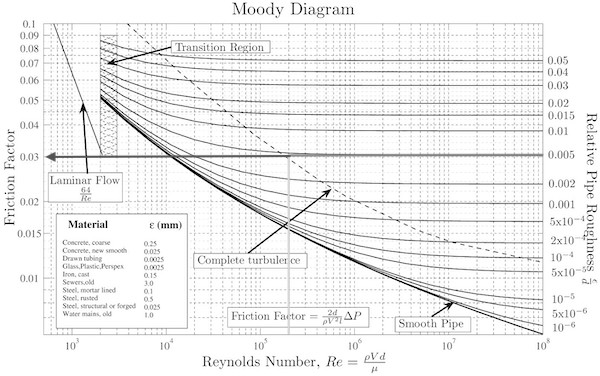 Moody Diagram
Friction Factor
0.1
0.09
0.08
0.07
0.06
0.05
0.04
0.03
0.02
0.015
0.01
Transition Region
Laminar Flow
64
Re
Material ε (mm)
Concrete, coarse 0.25
Concrete, new smooth 0.025
Drawn tubing 0.0025
Glass,Plastic,Perspex 0.0025
Iron, cast 0.15
Sewers,old 3.0
Steel, mortar lined 0.1
Steel, rusted 0.5
Steel, structural or forged 0.025
Water mains, old 1.0
Complete turbulence
Friction Factor = 2d/ρV²l ΔP
Smooth Pipe
0.05
0.04
0.03
0.02
0.015
0.01
0.005
0.002
0.001
5x10⁻⁴
2x10⁻⁴
10⁻⁴
5x10⁻⁵
10⁻⁵
5x10⁻⁶
10⁻⁶
Relative Pipe Roughness ε/d
10³ 10⁴ 10⁵ 10⁶ 10⁷ 10⁸
Reynolds Number, Re = ρVd/μ